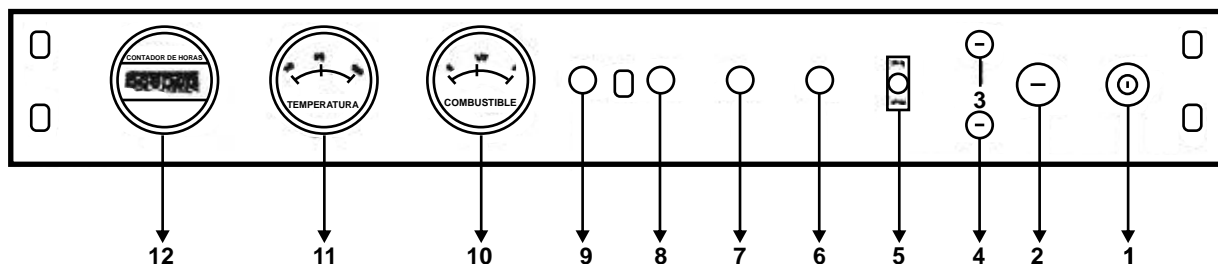 CONTADOR DE HORAS
TEMPERATURA
COMBUSTIBLE
3
12 11 10 9 8 7 6 5 4 2 1